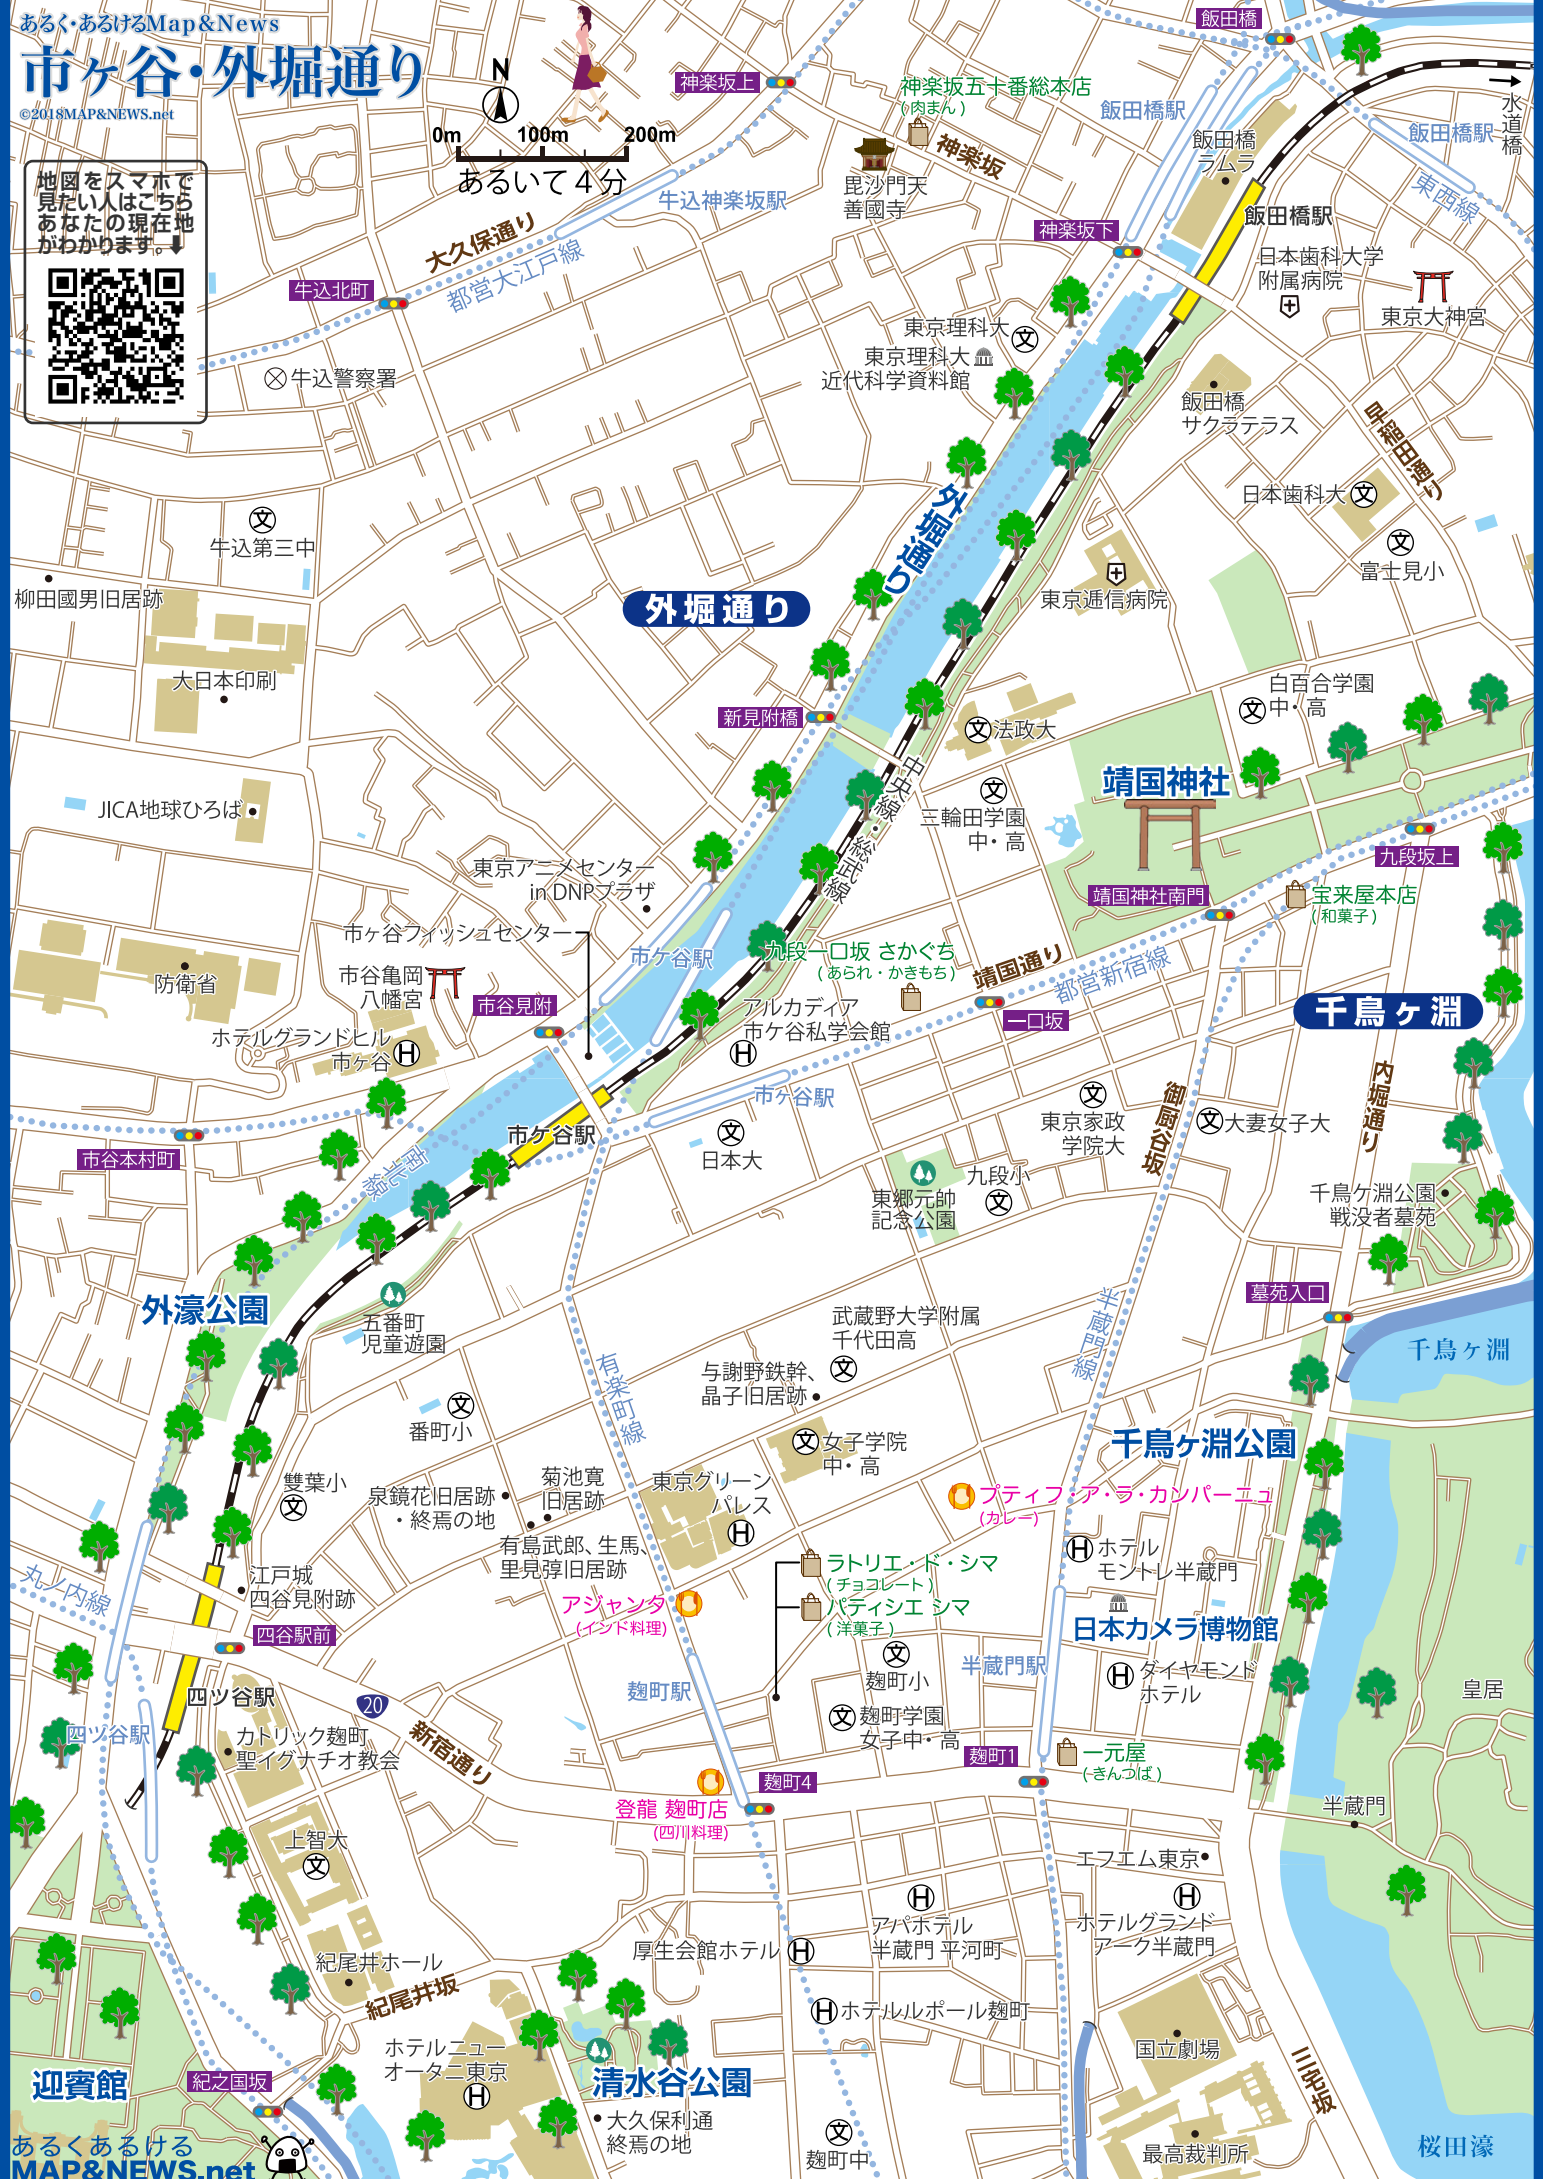 あるく・あるけるMap&News
市ヶ谷・外堀通り
©2018MAP&NEWS.net
N
0m 100m 200m
あるいて4分
地図をスマホで
見たい人はこちら
あなたの現在地
がわかります。⬇
飯田橋
神楽坂上
神楽坂五十番総本店
(肉まん)
神楽坂
毘沙門天
善國寺
飯田橋駅
飯田橋
ラムラ
飯田橋駅
水道橋
東西線
飯田橋駅
牛込神楽坂駅
大久保通り
都営大江戸線
牛込北町
神楽坂下
日本歯科大学
附属病院
東京大神宮
牛込警察署
東京理科大
東京理科大
近代科学資料館
飯田橋
サクラテラス
早稲田通り
日本歯科大
富士見小
牛込第三中
柳田國男旧居跡
外堀通り
外堀通り
東京逓信病院
大日本印刷
新見附橋
法政大
白百合学園
中・高
靖国神社
中央線・総武線
三輪田学園
中・高
JICA地球ひろば
東京アニメセンター
in DNPプラザ
九段坂上
靖国神社南門
宝来屋本店
(和菓子)
市ヶ谷フィッシュセンター
市ケ谷駅
九段一口坂 さかぐち
(あられ・かきもち)
靖国通り
都営新宿線
防衛省
市谷亀岡
八幡宮
市谷見附
アルカディア
市ケ谷私学会館
一口坂
千鳥ヶ淵
ホテルグランドヒル
市ヶ谷
市ヶ谷駅
内堀通り
御厨谷坂
東京家政
学院大
大妻女子大
市谷本村町
市ケ谷駅
日本大
南北線
東郷元帥
記念公園
九段小
千鳥ケ淵公園
戦没者墓苑
外濠公園
五番町
児童遊園
墓苑入口
半蔵門線
武蔵野大学附属
千代田高
千鳥ヶ淵
有楽町線
与謝野鉄幹、
晶子旧居跡
番町小
女子学院
中・高
千鳥ヶ淵公園
雙葉小
泉鏡花旧居跡
・終焉の地
菊池寛
旧居跡
東京グリーン
パレス
プティフ・ア・ラ・カンパーニュ
(カレー)
有島武郎、生馬、
里見弴旧居跡
ホテル
モントレ半蔵門
丸ノ内線
江戸城
四谷見附跡
ラトリエ・ド・シマ
(チョコレート)
パティシエ シマ
(洋菓子)
アジャンタ
(インド料理)
日本カメラ博物館
四谷駅前
麹町小
半蔵門駅
ダイヤモンド
ホテル
四ツ谷駅
四ツ谷駅
20
麹町駅
麹町学園
女子中・高
皇居
カトリック麹町
聖イグナチオ教会
新宿通り
麹町1
一元屋
(きんつば)
麹町4
登龍 麹町店
(四川料理)
半蔵門
上智大
エフエム東京
アパホテル
半蔵門 平河町
ホテルグランド
アーク半蔵門
厚生会館ホテル
紀尾井ホール
紀尾井坂
ホテルルポール麹町
ホテルニュー
オータニ東京
国立劇場
三宅坂
迎賓館
紀之国坂
清水谷公園
大久保利通
終焉の地
麹町中
最高裁判所
桜田濠
あるくあるける
MAP&NEWS.net